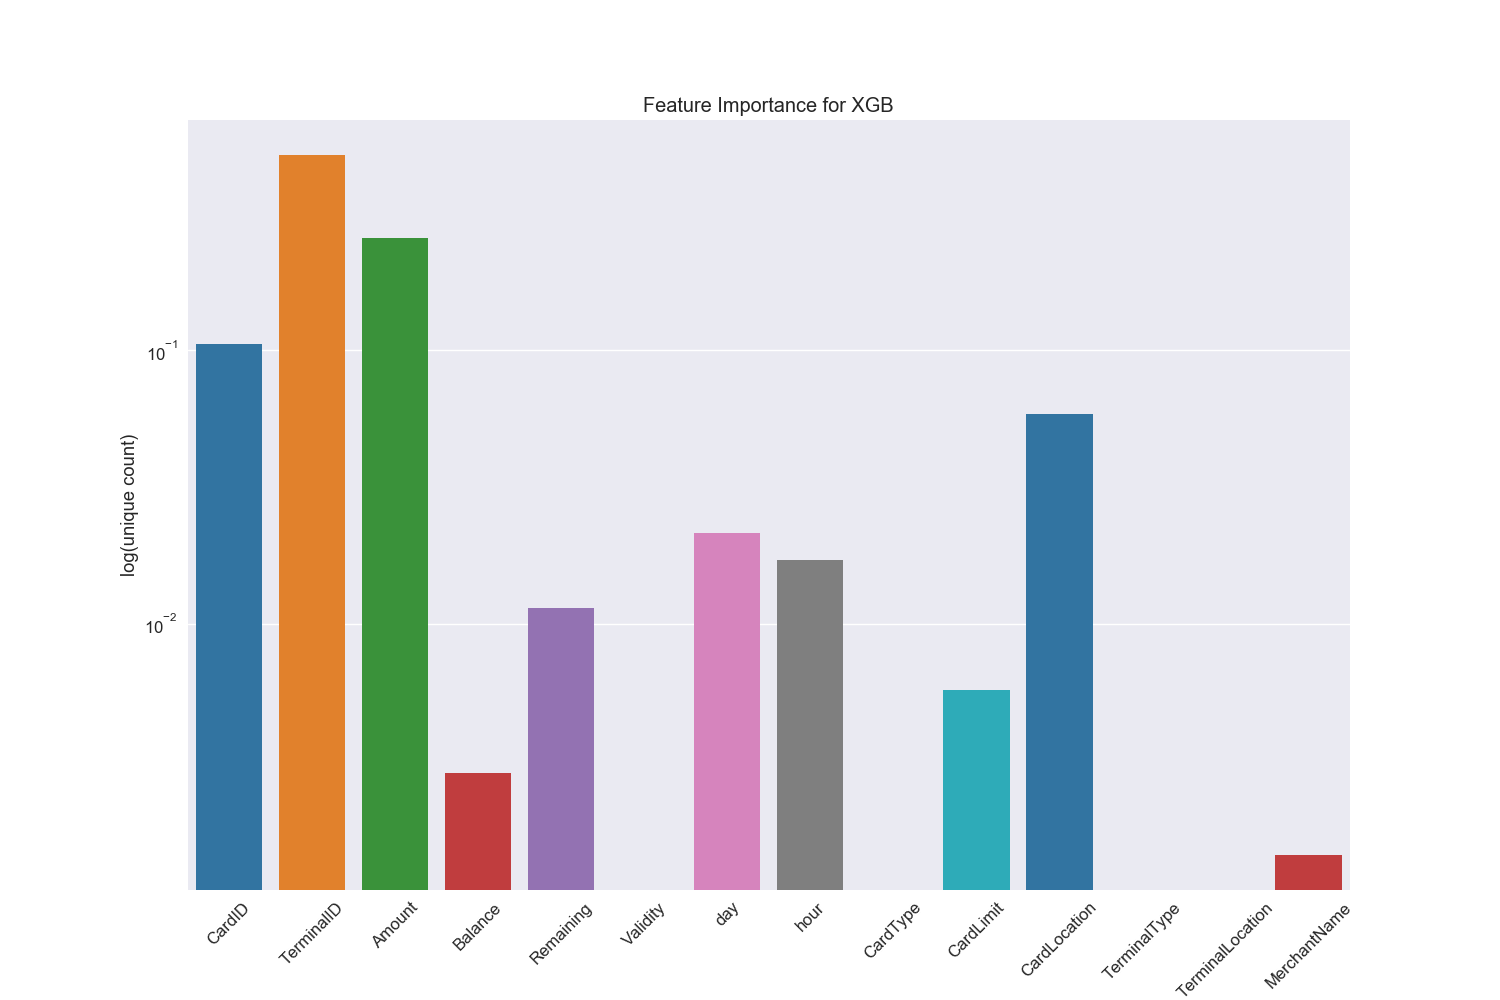 Feature Importance for XGB
log(unique count)
10⁻¹
10⁻²
CardID
TerminalID
Amount
Balance
Remaining
Validity
day
hour
CardType
CardLimit
CardLocation
TerminalType
TerminalLocation
MerchantName